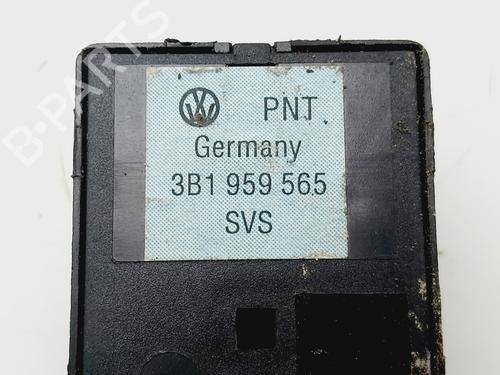 B-PARTS
PNT
Germany
3B1 959 565
SVS